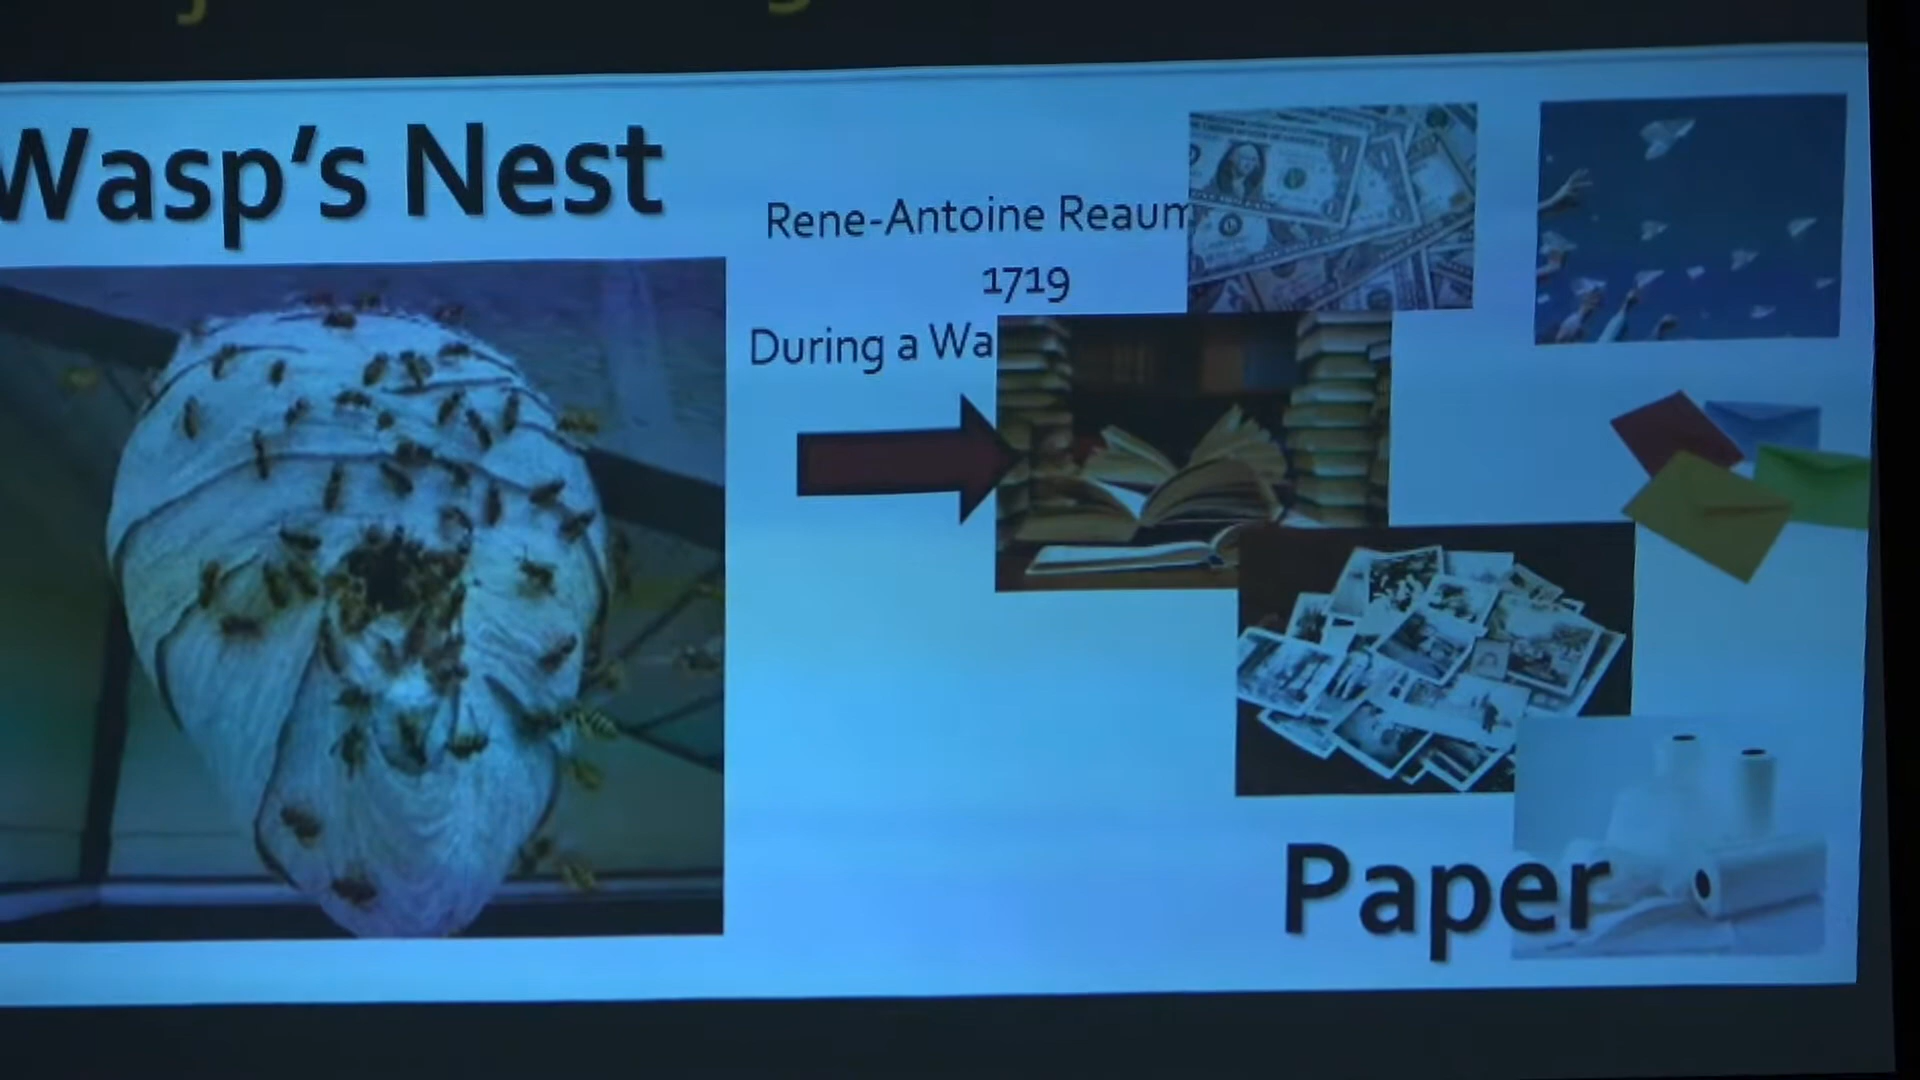 Wasp's Nest
Rene-Antoine Reaum
1719
During a Wa
Paper